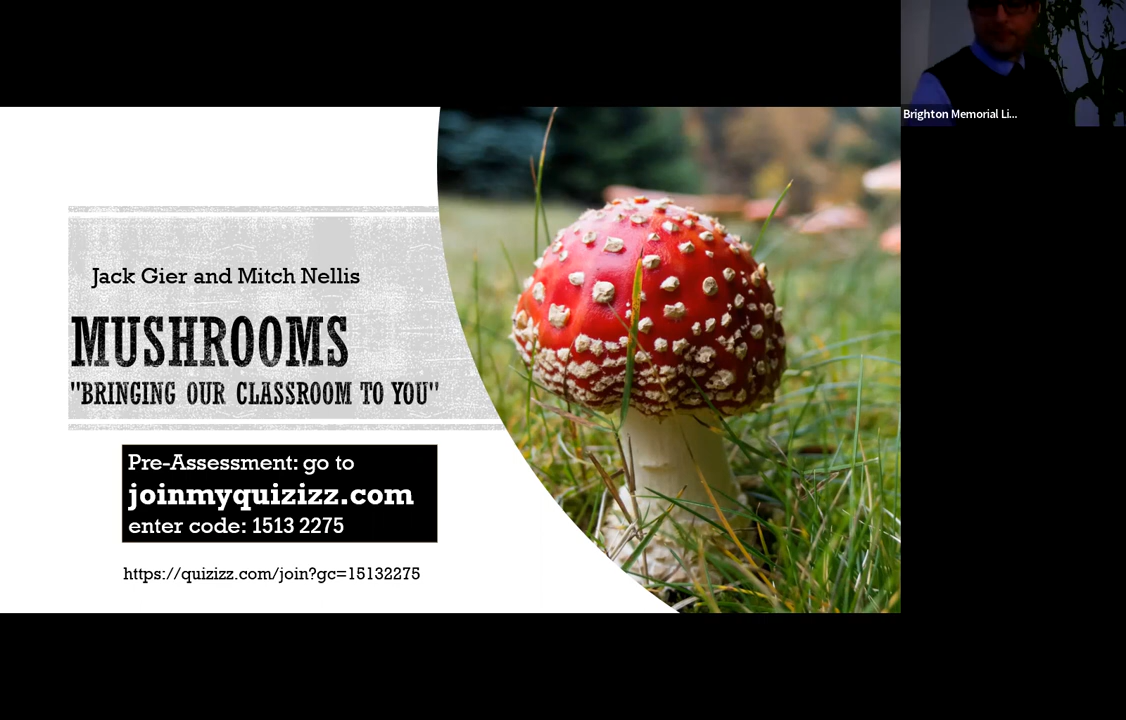 Brighton Memorial Li...
Jack Gier and Mitch Nellis
MUSHROOMS
"BRINGING OUR CLASSROOM TO YOU"
Pre-Assessment: go to
joinmyquizizz.com
enter code: 1513 2275
https://quizizz.com/join?gc=15132275